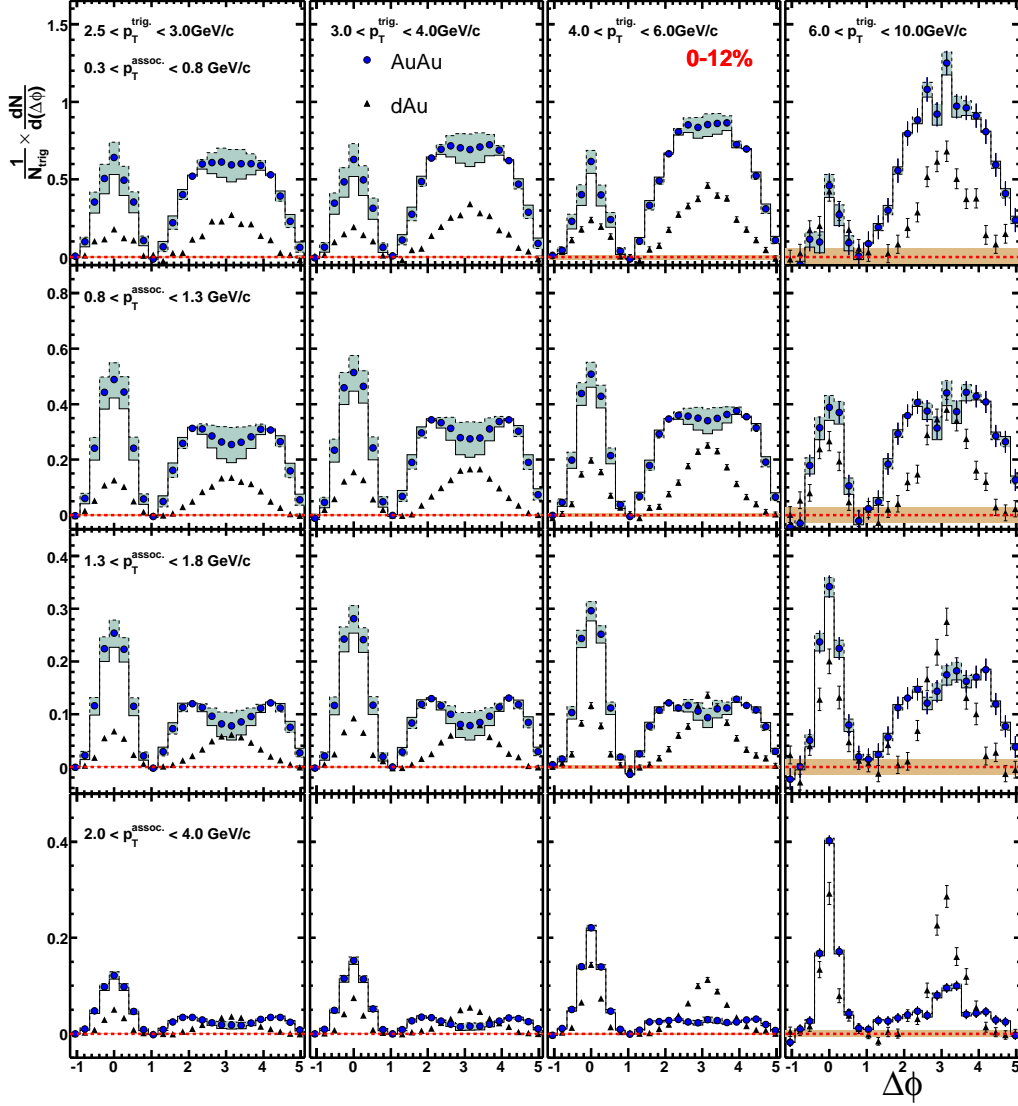 2.5 < p_T^trig. < 3.0GeV/c
3.0 < p_T^trig. < 4.0GeV/c
4.0 < p_T^trig. < 6.0GeV/c
6.0 < p_T^trig. < 10.0GeV/c
0.3 < p_T^assoc. < 0.8 GeV/c
AuAu
dAu
0-12%
1/N_trig × dN/d(Δϕ)
1.5
1
0.5
0
0.8 < p_T^assoc. < 1.3 GeV/c
0.8
0.6
0.4
0.2
0
1.3 < p_T^assoc. < 1.8 GeV/c
0.4
0.3
0.2
0.1
0
2.0 < p_T^assoc. < 4.0 GeV/c
0.4
0.2
0
-1 0 1 2 3 4 5
-1 0 1 2 3 4 5
-1 0 1 2 3 4 5
-1 0 1 2 3 4 5
Δϕ